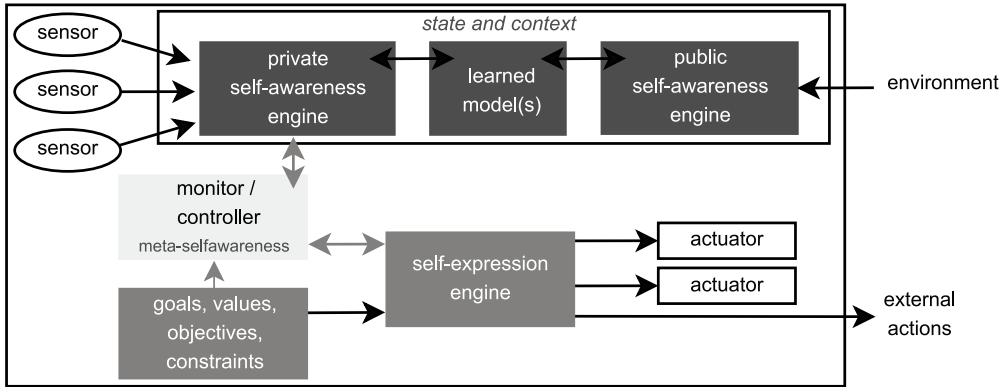 state and context
sensor
sensor
sensor
private
self-awareness
engine
learned
model(s)
public
self-awareness
engine
environment
monitor /
controller
meta-selfawareness
self-expression
engine
actuator
actuator
goals, values,
objectives,
constraints
external
actions